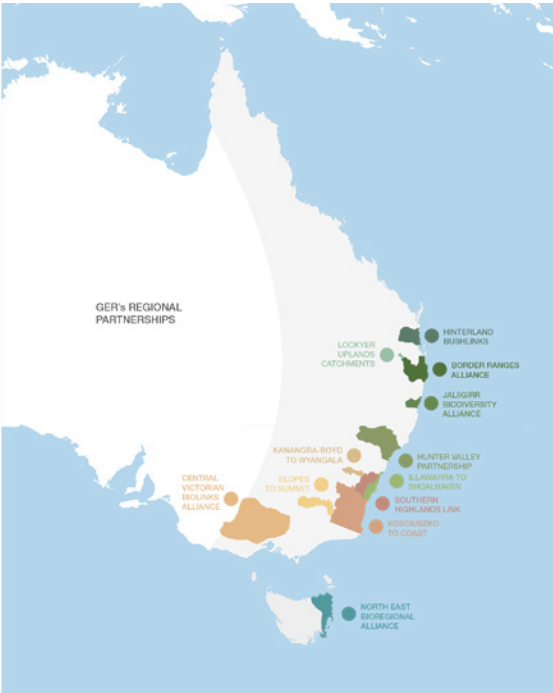 GER's REGIONAL
PARTNERSHIPS
HINTERLAND
BUSHLINKS
LOCKYER
UPLANDS
CATCHMENTS
BORDER RANGES
ALLIANCE
JALIIGIRR
BIODIVERSITY
ALLIANCE
KANANGRA-BOYD
TO WYANGALA
HUNTER VALLEY
PARTNERSHIP
CENTRAL
VICTORIAN
BIOLINKS
ALLIANCE
SLOPES
TO SUMMIT
ILLAWARRA TO
SHOALHAVEN
SOUTHERN
HIGHLANDS LINK
KOSCIUSZKO
TO COAST
NORTH EAST
BIOREGIONAL
ALLIANCE